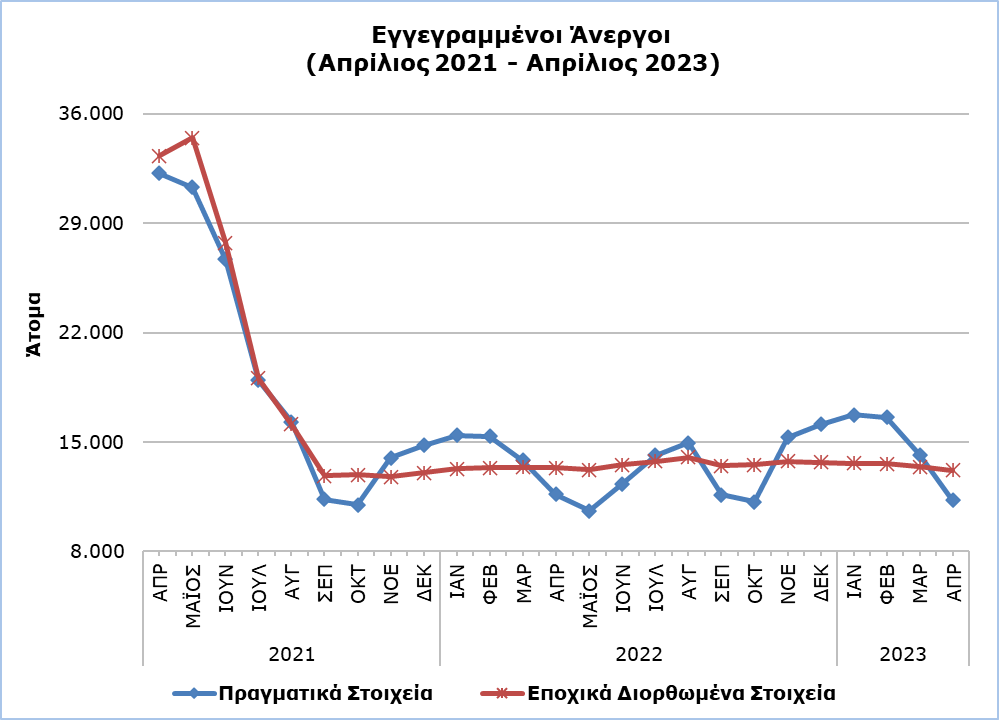 Εγγεγραμμένοι Άνεργοι
(Απρίλιος 2021 - Απρίλιος 2023)
Άτομα
36.000
29.000
22.000
15.000
8.000
ΑΠΡ ΜΑΪΟΣ ΙΟΥΝ ΙΟΥΛ ΑΥΓ ΣΕΠ ΟΚΤ ΝΟΕ ΔΕΚ ΙΑΝ ΦΕΒ ΜΑΡ ΑΠΡ ΜΑΪΟΣ ΙΟΥΝ ΙΟΥΛ ΑΥΓ ΣΕΠ ΟΚΤ ΝΟΕ ΔΕΚ ΙΑΝ ΦΕΒ ΜΑΡ ΑΠΡ
2021 2022 2023
Πραγματικά Στοιχεία Εποχικά Διορθωμένα Στοιχεία